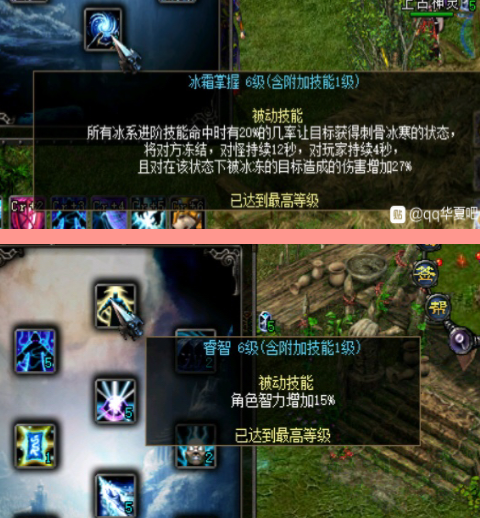 上古神灵
5
冰霜掌握 6级(含附加技能1级)
被动技能
所有冰系进阶技能命中时有20%的几率让目标获得刺骨冰寒的状态，
将对方冻结，对怪持续12秒，对玩家持续4秒，
且对在该状态下被冰冻的目标造成的伤害增加27%
已达到最高等级
@qq华夏吧
签
帮
5
睿智 6级(含附加技能1级)
被动技能
角色智力增加15%
已达到最高等级
5
5
1
2
5